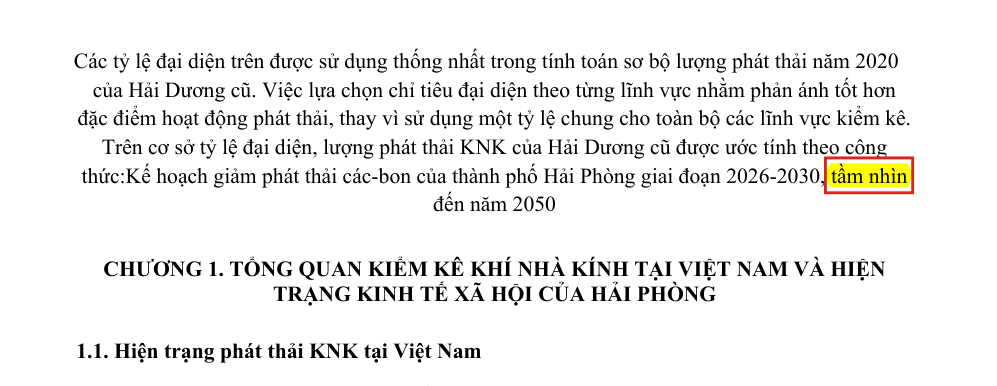 Các tỷ lệ đại diện trên được sử dụng thống nhất trong tính toán sơ bộ lượng phát thải năm 2020
của Hải Dương cũ. Việc lựa chọn chỉ tiêu đại diện theo từng lĩnh vực nhằm phản ánh tốt hơn
đặc điểm hoạt động phát thải, thay vì sử dụng một tỷ lệ chung cho toàn bộ các lĩnh vực kiểm kê.
Trên cơ sở tỷ lệ đại diện, lượng phát thải KNK của Hải Dương cũ được ước tính theo công
thức:Kế hoạch giảm phát thải các-bon của thành phố Hải Phòng giai đoạn 2026-2030, tầm nhìn
đến năm 2050
CHƯƠNG 1. TỔNG QUAN KIỂM KÊ KHÍ NHÀ KÍNH TẠI VIỆT NAM VÀ HIỆN
TRẠNG KINH TẾ XÃ HỘI CỦA HẢI PHÒNG
1.1. Hiện trạng phát thải KNK tại Việt Nam